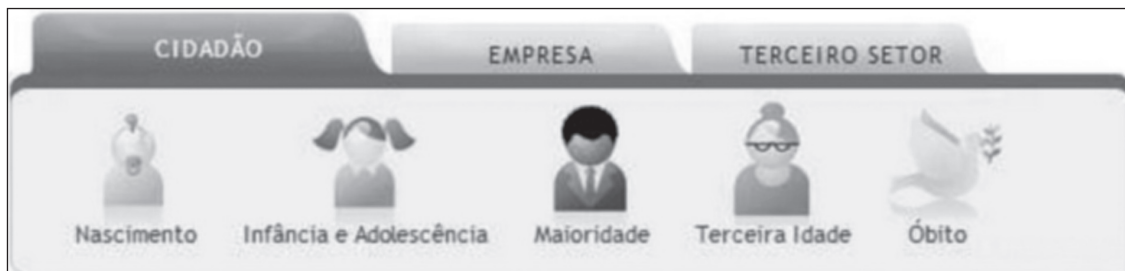 CIDADÃO EMPRESA TERCEIRO SETOR
Nascimento Infância e Adolescência Maioridade Terceira Idade Óbito